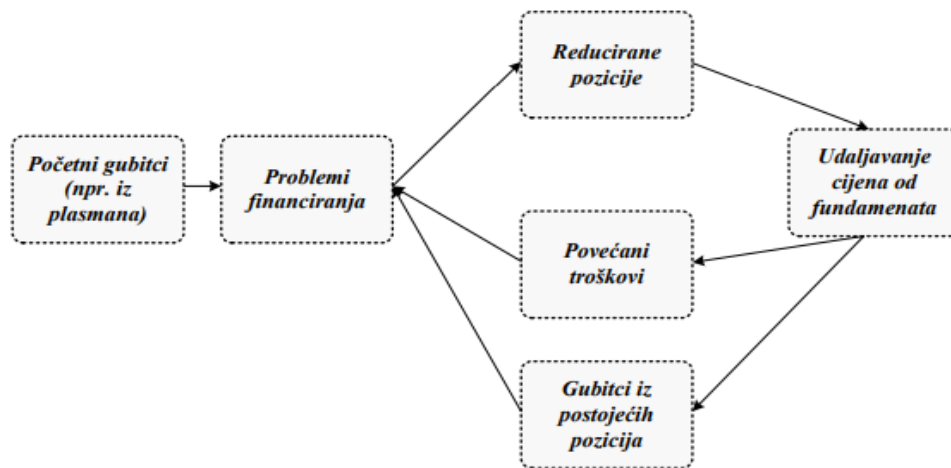 Početni gubitci
(npr. iz
plasmana)
Problemi
financiranja
Reducirane
pozicije
Povećani
troškovi
Gubitci iz
postojećih
pozicija
Udaljavanje
cijena od
fundamenata